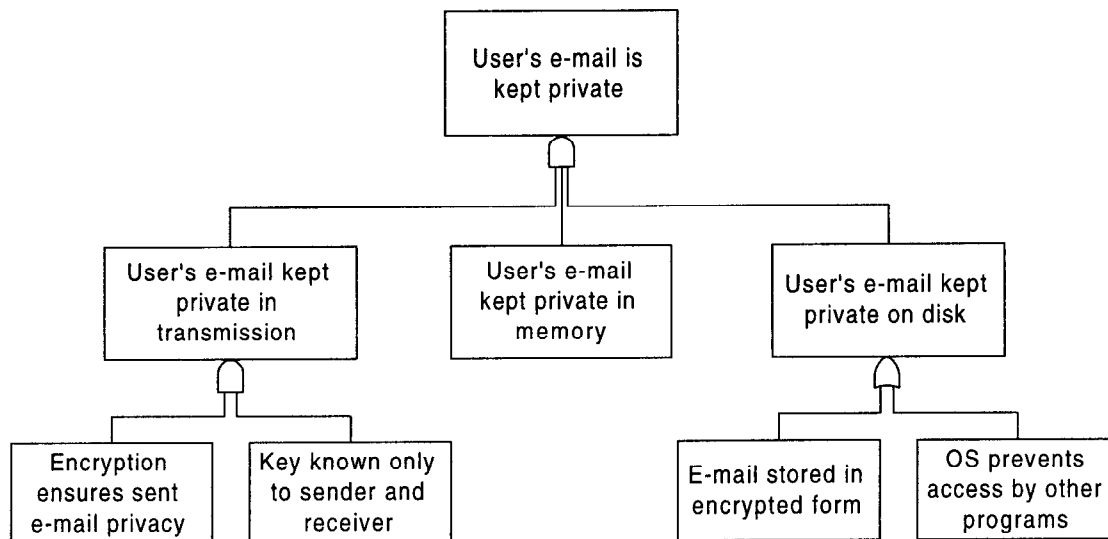 User's e-mail is
kept private
User's e-mail kept
private in
transmission
User's e-mail
kept private in
memory
User's e-mail kept
private on disk
Encryption
ensures sent
e-mail privacy
Key known only
to sender and
receiver
E-mail stored in
encrypted form
OS prevents
access by other
programs